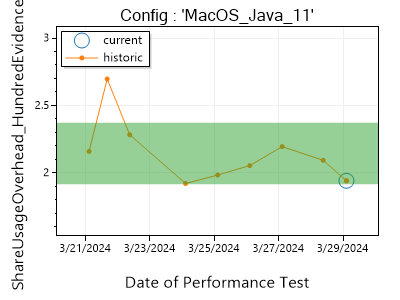 Config : 'MacOS_Java_11'
current
historic
ShareUsageOverhead_HundredEvidences
3
2.5
2
3/21/2024
3/23/2024
3/25/2024
3/27/2024
3/29/2024
Date of Performance Test